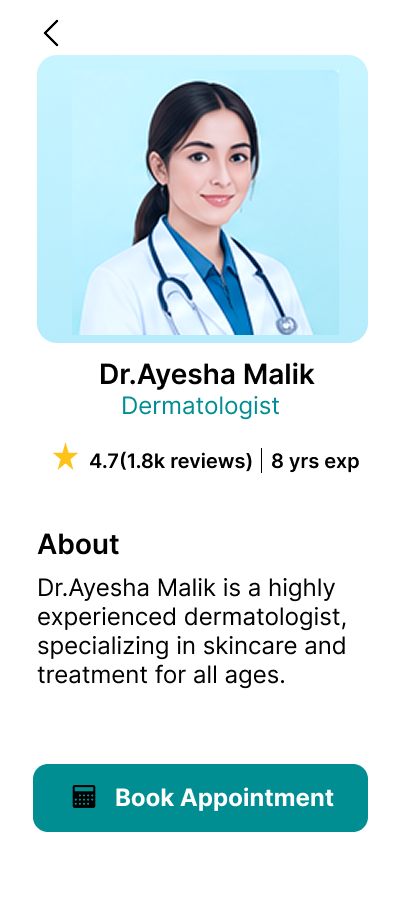 Dr.Ayesha Malik
Dermatologist
4.7(1.8k reviews) | 8 yrs exp
About
Dr.Ayesha Malik is a highly
experienced dermatologist,
specializing in skincare and
treatment for all ages.
Book Appointment